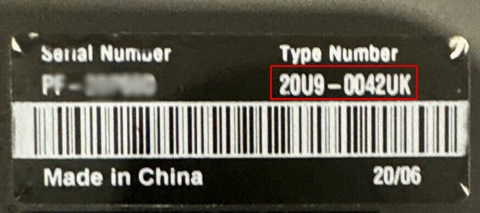 Serial Number Type Number
PF- 20U9-0042UK
Made in China 20/06